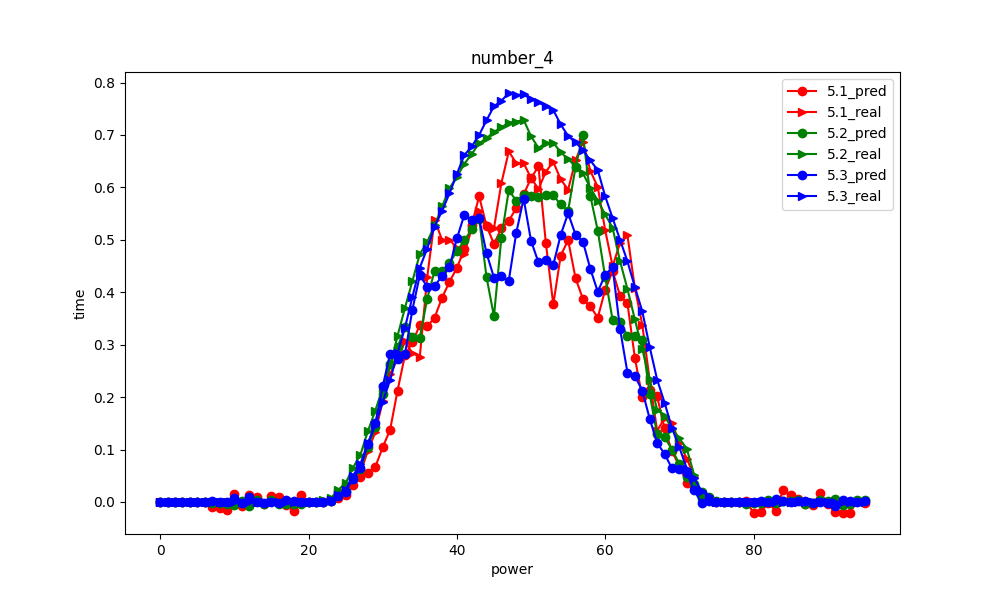 number_4
5.1_pred
5.1_real
5.2_pred
5.2_real
5.3_pred
5.3_real
0.8
0.7
0.6
0.5
0.4
0.3
0.2
0.1
0.0
time
0 20 40 60 80
power